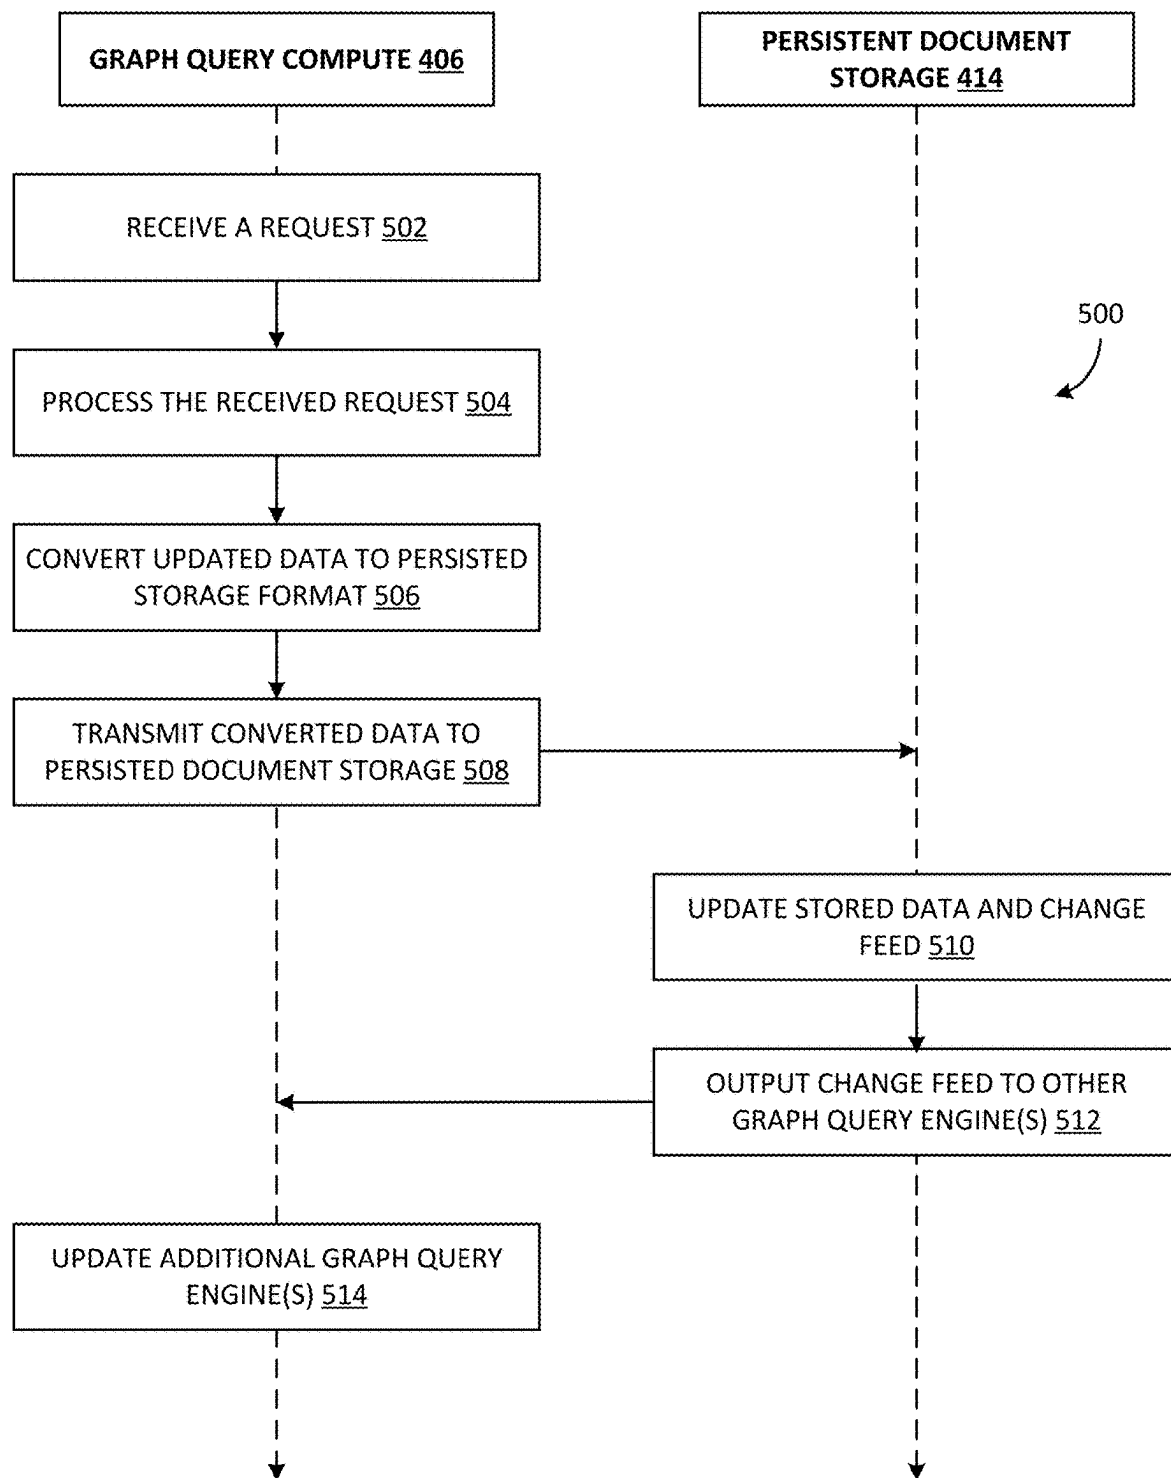 GRAPH QUERY COMPUTE 406
PERSISTENT DOCUMENT
STORAGE 414
RECEIVE A REQUEST 502
500
PROCESS THE RECEIVED REQUEST 504
CONVERT UPDATED DATA TO PERSISTED
STORAGE FORMAT 506
TRANSMIT CONVERTED DATA TO
PERSISTED DOCUMENT STORAGE 508
UPDATE STORED DATA AND CHANGE
FEED 510
OUTPUT CHANGE FEED TO OTHER
GRAPH QUERY ENGINE(S) 512
UPDATE ADDITIONAL GRAPH QUERY
ENGINE(S) 514